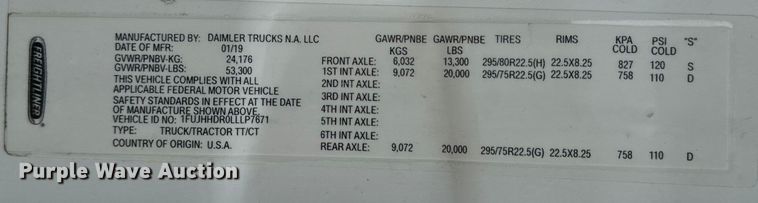 FREIGHTLINER
MANUFACTURED BY: DAIMLER TRUCKS N.A. LLC
DATE OF MFR: 01/19
GVWR/PNBV-KG: 24,176
GVWR/PNBV-LBS: 53,300
THIS VEHICLE COMPLIES WITH ALL
APPLICABLE FEDERAL MOTOR VEHICLE
SAFETY STANDARDS IN EFFECT AT THE DATE
OF MANUFACTURE SHOWN ABOVE.
VEHICLE ID NO.: 1FUJHHDR0LLLP7671
TYPE: TRUCK/TRACTOR TT/CT
COUNTRY OF ORIGIN: U.S.A.
GAWR/PNBE GAWR/PNBE TIRES RIMS KPA PSI "S"
KGS LBS COLD COLD
FRONT AXLE: 6,032 13,300 295/80R22.5(H) 22.5X8.25 827 120 S
1ST INT AXLE: 9,072 20,000 295/75R22.5(G) 22.5X8.25 758 110 D
2ND INT AXLE:
3RD INT AXLE:
4TH INT AXLE:
5TH INT AXLE:
6TH INT AXLE:
REAR AXLE: 9,072 20,000 295/75R22.5(G) 22.5X8.25 758 110 D
Purple Wave Auction